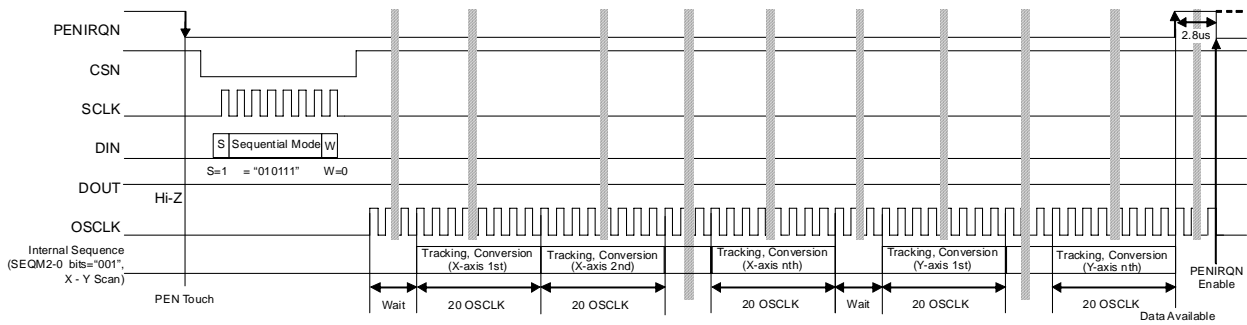 PENIRQN
2.8us
CSN
SCLK
DIN
S Sequential Mode W
S=1 = "010111" W=0
DOUT
Hi-Z
OSCLK
Internal Sequence
(SEQM2-0 bits="001",
X - Y Scan)
Tracking, Conversion
(X-axis 1st)
Tracking, Conversion
(X-axis 2nd)
Tracking, Conversion
(X-axis nth)
Tracking, Conversion
(Y-axis 1st)
Tracking, Conversion
(Y-axis nth)
PENIRQN
Enable
PEN Touch
Wait
20 OSCLK
20 OSCLK
20 OSCLK
Wait
20 OSCLK
20 OSCLK
Data Available